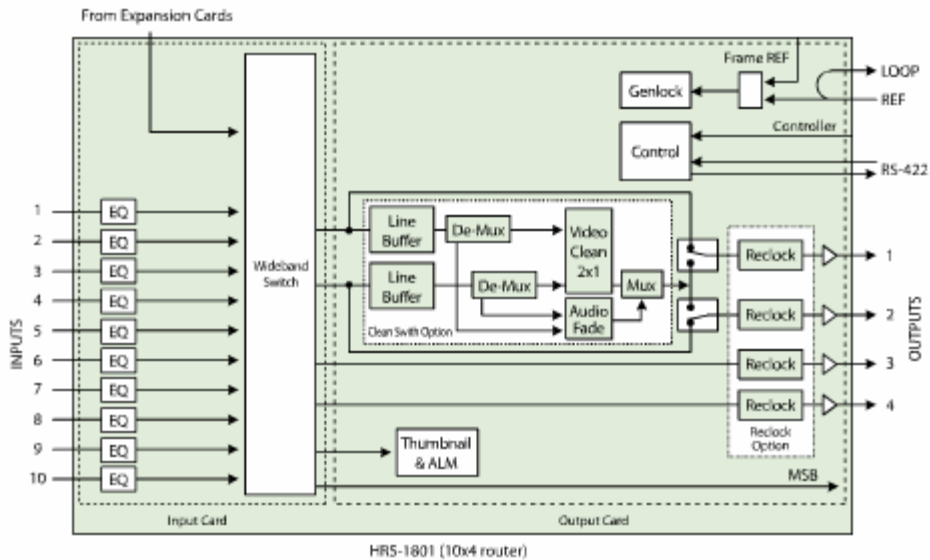 From Expansion Cards
Frame REF
LOOP
Genlock
REF
Controller
Control
RS-422
INPUTS
1 EQ
2 EQ
3 EQ
4 EQ
5 EQ
6 EQ
7 EQ
8 EQ
9 EQ
10 EQ
Wideband
Switch
Line
Buffer
De-Mux
Video
Clean
2x1
Line
Buffer
De-Mux
Mux
Audio
Fade
Clean Swith Option
Reclock 1
Reclock 2
Reclock 3
Reclock 4
OUTPUTS
Reclock
Option
Thumbnail
& ALM
MSB
Input Card
Output Card
HRS-1801 (10x4 router)